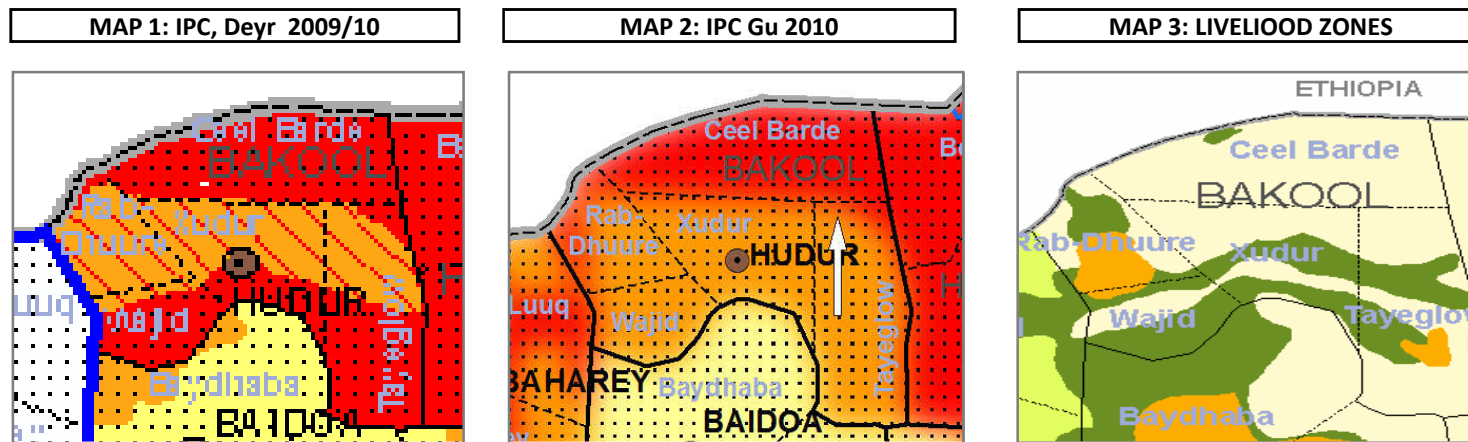 MAP 1: IPC, Deyr 2009/10
MAP 2: IPC Gu 2010
MAP 3: LIVELIOOD ZONES
Ceel Barde
BAKOOL
Rab-
Dhuure
Xudur
HUDUR
Wajid
Tayeglow
Baydhaba
BAIDOA
Ceel Barde
BAKOOL
Rab-
Dhuure
Xudur
HUDUR
Luuq
Wajid
Tayeglow
BAHAREY
Baydhaba
BAIDOA
ETHIOPIA
Ceel Barde
BAKOOL
Rab-Dhuure
Xudur
Wajid
Tayeglow
Baydhaba